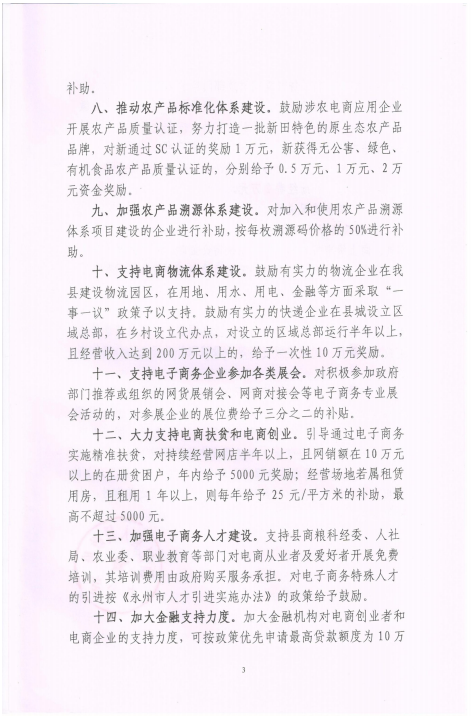 补助。
八、推动农产品标准化体系建设。鼓励涉农电商应用企业
开展农产品质量认证，努力打造一批新田特色的原生态农产品
品牌，对新通过 SC 认证的奖励 1 万元，新获得无公害、绿色、
有机食品农产品质量认证的，分别给予 0.5 万元、1 万元、2 万
元资金奖励。
九、加强农产品溯源体系建设。对加入和使用农产品溯源
体系项目建设的企业进行补助，按每枚溯源码价格的 50%进行补
助。
十、支持电商物流体系建设。鼓励有实力的物流企业在我
县建设物流园区，在用地、用水、用电、金融等方面采取“一
事一议”政策予以支持。鼓励有实力的快递企业在县城设立区
域总部，在乡村设立代办点，对设立的区域总部运行半年以上，
且经营收入达到 200 万元以上的，给予一次性 10 万元奖励。
十一、支持电子商务企业参加各类展会。对积极参加政府
部门推荐或组织的网货展销会、网商对接会等电子商务专业展
会活动的，对参展企业的展位费给予三分之二的补贴。
十二、大力支持电商扶贫和电商创业。引导通过电子商务
实施精准扶贫，对持续经营网店半年以上，且网销额在 10 万元
以上的在册贫困户，年内给予 5000 元奖励；经营场地若属租赁
用房，且租用 1 年以上，则每年给予 25 元/平方米的补助，最
高不超过 5000 元。
十三、加强电子商务人才建设。支持县商粮科经委、人社
局、农业委、职业教育等部门对电商从业者及爱好者开展免费
培训，其培训费用由政府购买服务承担。对电子商务特殊人才
的引进按《永州市人才引进实施办法》的政策给予鼓励。
十四、加大金融支持力度。加大金融机构对电商创业者和
电商企业的支持力度，可按政策优先申请最高贷款额度为 10 万
3